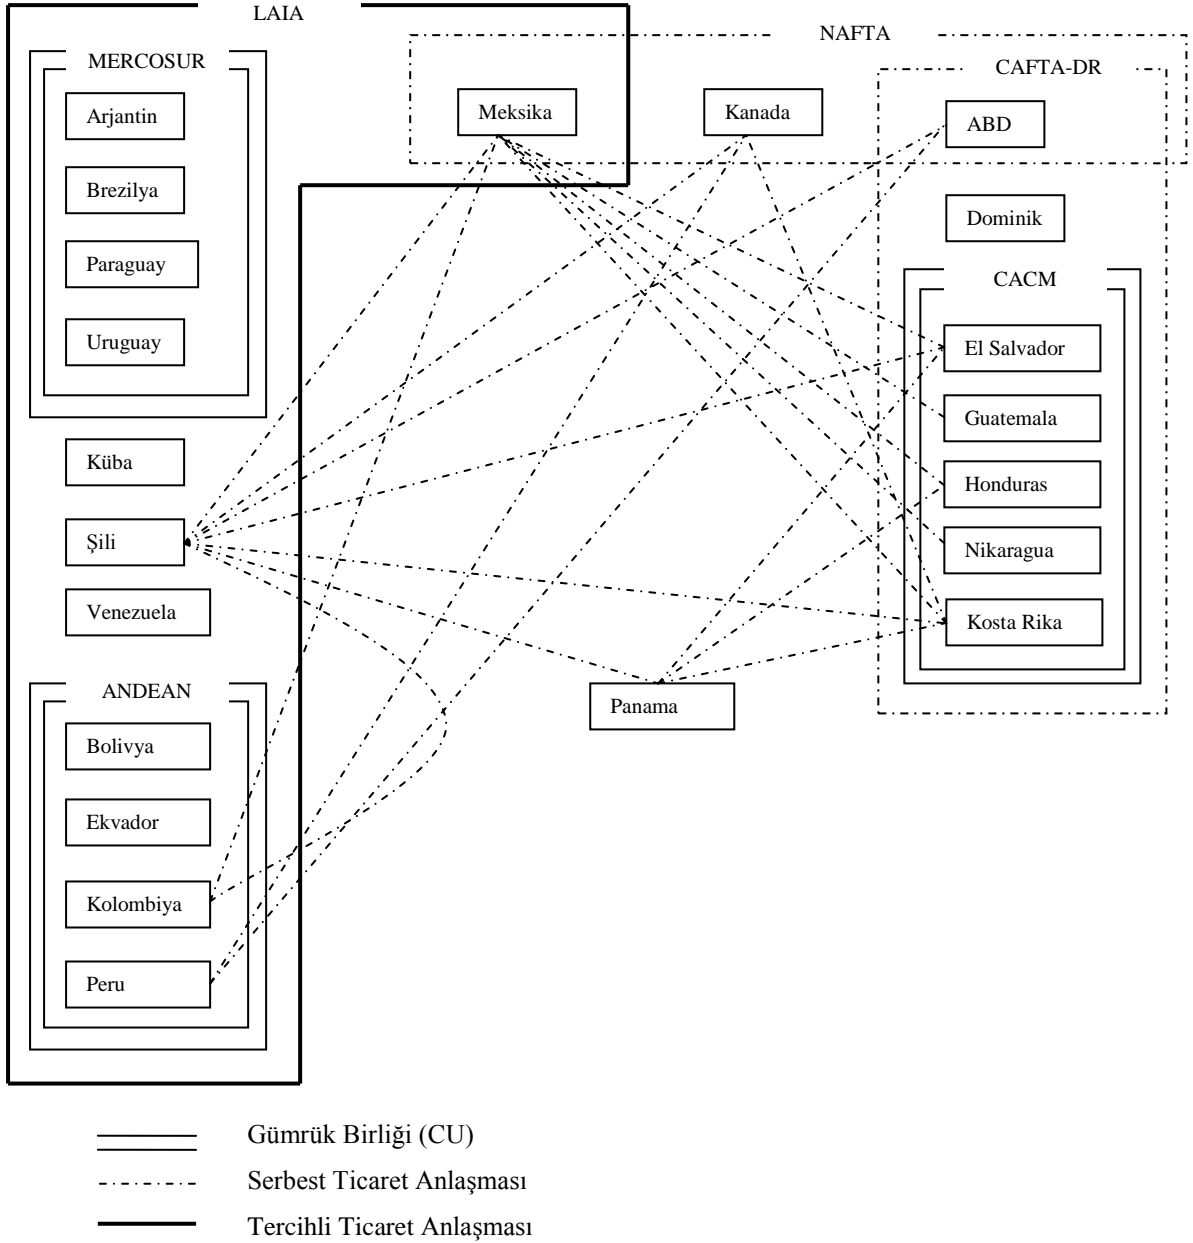 LAIA
NAFTA
MERCOSUR
CAFTA-DR
Arjantin
Meksika
Kanada
ABD
Brezilya
Dominik
Paraguay
CACM
Uruguay
El Salvador
Guatemala
Küba
Honduras
Şili
Nikaragua
Venezuela
Kosta Rika
ANDEAN
Panama
Bolivya
Ekvador
Kolombiya
Peru
Gümrük Birliği (CU)
Serbest Ticaret Anlaşması
Tercihli Ticaret Anlaşması